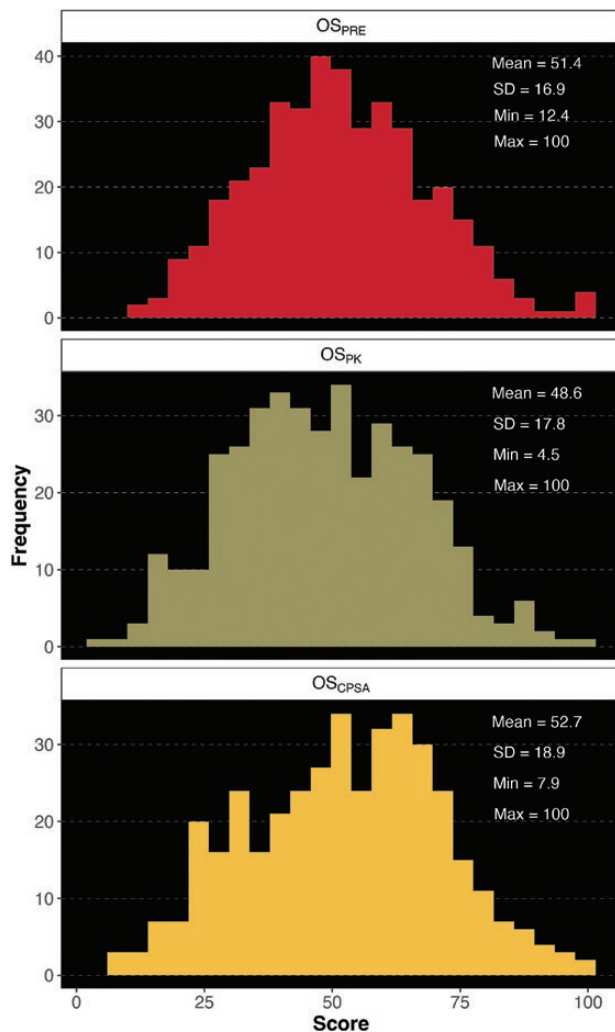 OSPRE
Mean = 51.4
SD = 16.9
Min = 12.4
Max = 100
40
30
20
10
0
OSPK
Mean = 48.6
SD = 17.8
Min = 4.5
Max = 100
30
20
10
0
Frequency
OSCPSA
Mean = 52.7
SD = 18.9
Min = 7.9
Max = 100
30
20
10
0
0 25 50 75 100
Score